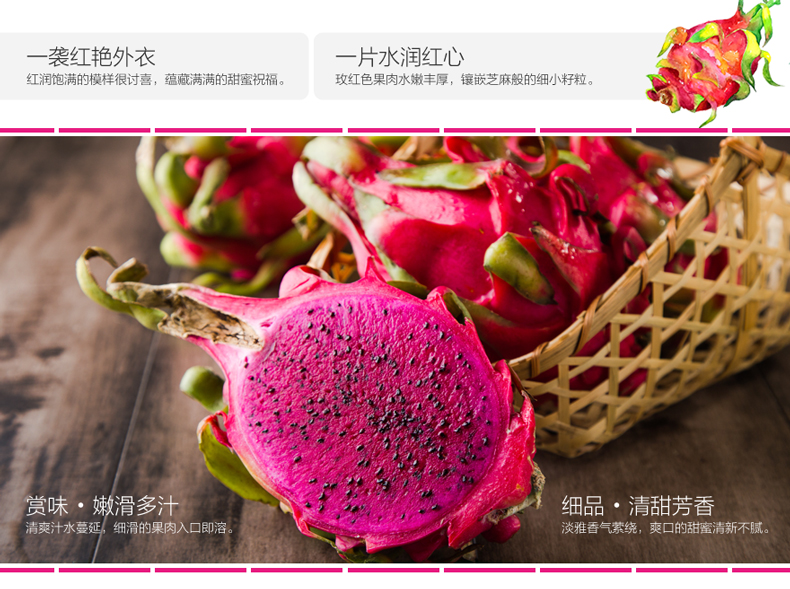 一袭红艳外衣
红润饱满的模样很讨喜，蕴藏满满的甜蜜祝福。
一片水润红心
玫红色果肉水嫩丰厚，镶嵌芝麻般的细小籽粒。
赏味・嫩滑多汁
清爽汁水蔓延，细滑的果肉入口即溶。
细品・清甜芳香
淡雅香气萦绕，爽口的甜蜜清新不腻。